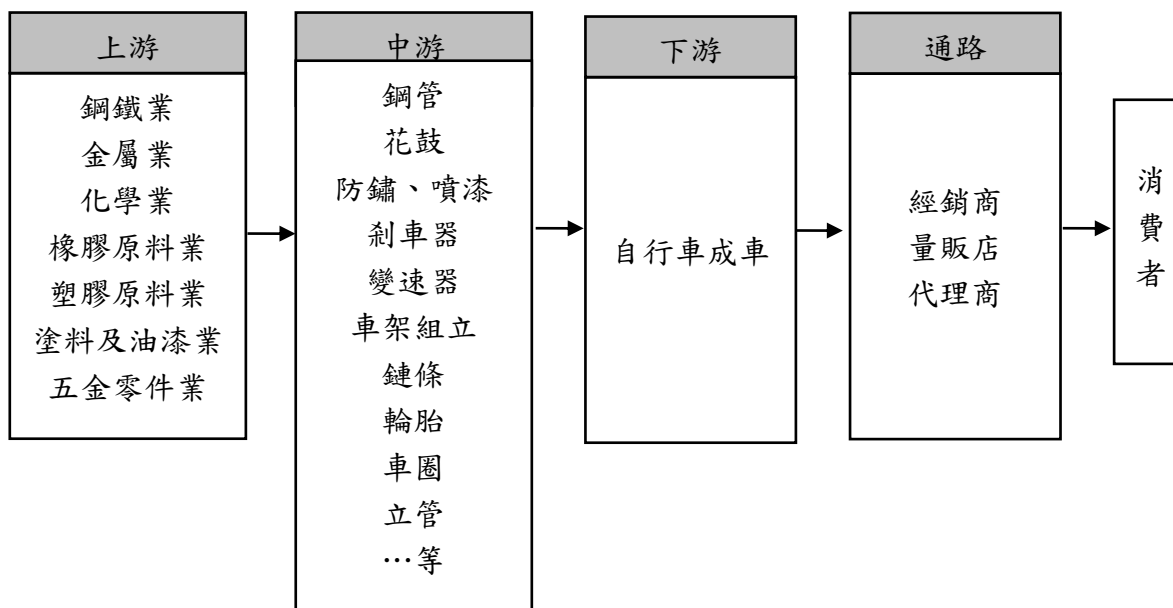 上游
鋼鐵業
金屬業
化學業
橡膠原料業
塑膠原料業
塗料及油漆業
五金零件業
中游
鋼管
花鼓
防鏽、噴漆
剎車器
變速器
車架組立
鏈條
輪胎
車圈
立管
…等
下游
自行車成車
通路
經銷商
量販店
代理商
消
費
者